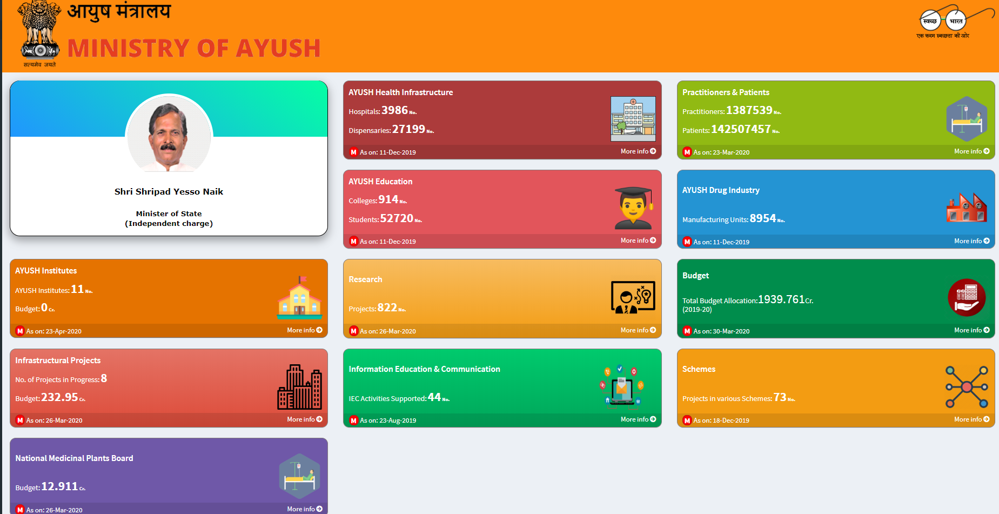 आयुष मंत्रालय
MINISTRY OF AYUSH
सत्यमेव जयते
स्वच्छ भारत
एक कदम स्वच्छता की ओर
Shri Shripad Yesso Naik
Minister of State
(Independent charge)
AYUSH Health Infrastructure
Hospitals: 3986 No.
Dispensaries: 27199 No.
M As on: 11-Dec-2019 More info
Practitioners & Patients
Practitioners: 1387539 No.
Patients: 142507457 No.
M As on: 23-Mar-2020 More info
AYUSH Education
Colleges: 914 No.
Students: 52720 No.
M As on: 11-Dec-2019 More info
AYUSH Drug Industry
Manufacturing Units: 8954 No.
M As on: 11-Dec-2019 More info
AYUSH Institutes
AYUSH Institutes: 11 No.
Budget: 0 Cr.
M As on: 23-Apr-2020 More info
Research
Projects: 822 No.
M As on: 26-Mar-2020 More info
Budget
Total Budget Allocation:1939.761Cr.
(2019-20)
M As on: 30-Mar-2020 More info
Infrastructural Projects
No. of Projects in Progress: 8
Budget: 232.95 Cr.
M As on: 26-Mar-2020 More info
Information Education & Communication
IEC Activities Supported: 44 No.
M As on: 23-Aug-2019 More info
Schemes
Projects in various Schemes: 73 No.
M As on: 18-Dec-2019 More info
National Medicinal Plants Board
Budget: 12.911 Cr.
M As on: 26-Mar-2020 More info